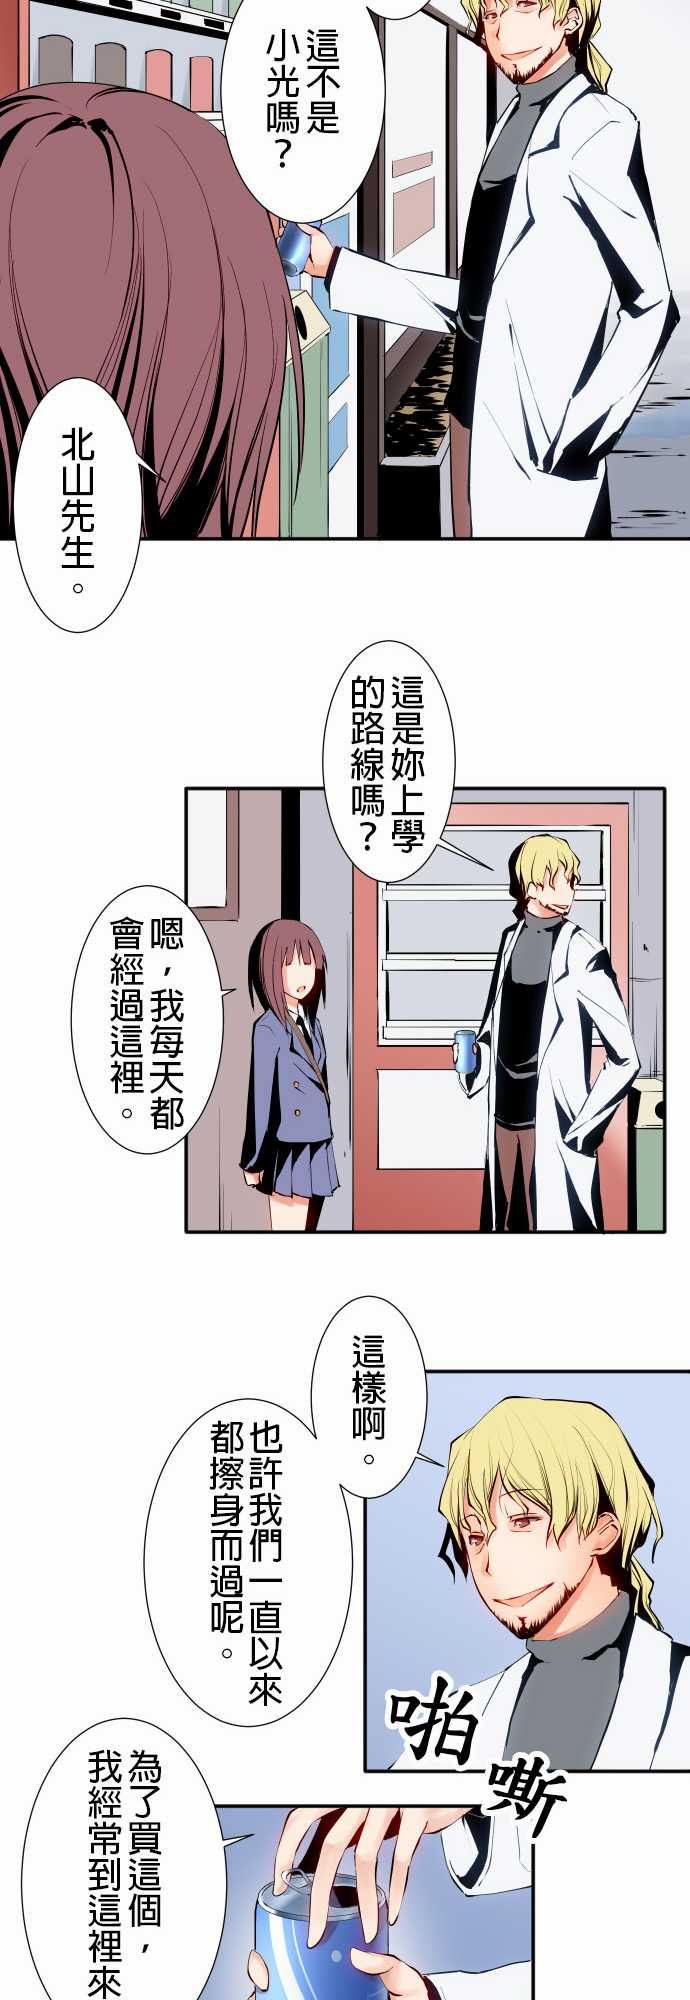 這不是
小光嗎？
北山先生。
這是妳上學
的路線嗎？
嗯，我每天都
會經過這裡。
這樣啊。
也許我們一直以來
都擦身而過呢。
啪嘶
為了買這個，
我經常到這裡來